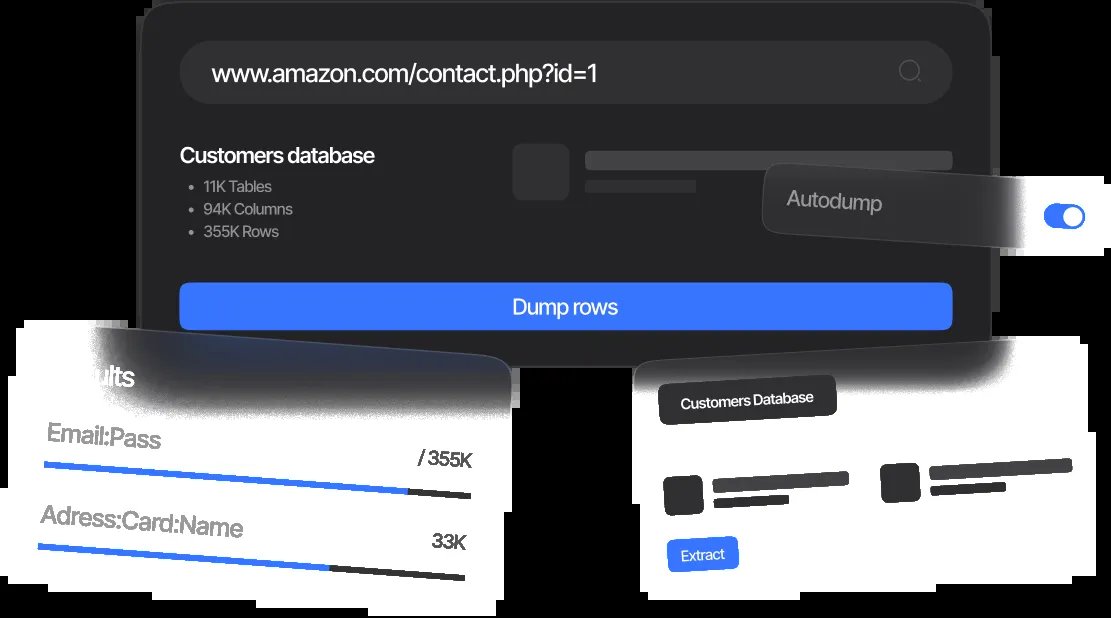 www.amazon.com/contact.php?id=1
Customers database
• 11K Tables
• 94K Columns
• 355K Rows
Autodump
Dump rows
ults
Email:Pass
/ 355K
Adress:Card:Name
33K
Customers Database
Extract